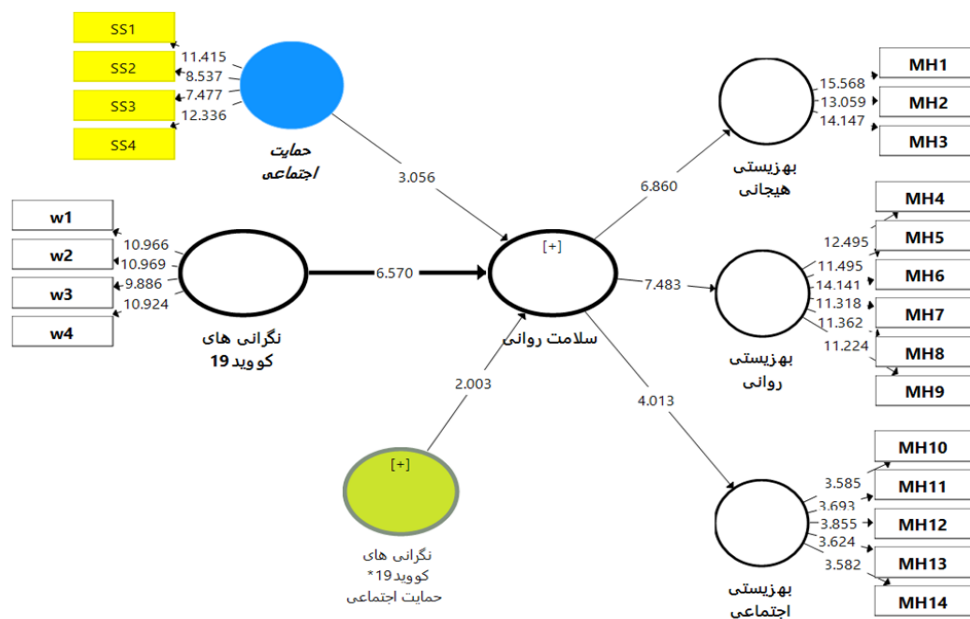 SS1
SS2
SS3
SS4
11.415
8.537
7.477
12.336
حمایت
اجتماعی
3.056
w1
w2
w3
w4
10.966
10.969
9.886
10.924
نگرانی های
کووید19
6.570
[+]
سلامت روانی
2.003
[+]
نگرانی های
کووید19*
حمایت اجتماعی
6.860
7.483
4.013
بهزیستی
هیجانی
15.568
13.059
14.147
MH1
MH2
MH3
بهزیستی
روانی
12.495
11.495
14.141
11.318
11.362
11.224
MH4
MH5
MH6
MH7
MH8
MH9
بهزیستی
اجتماعی
3.585
3.693
3.855
3.624
3.582
MH10
MH11
MH12
MH13
MH14